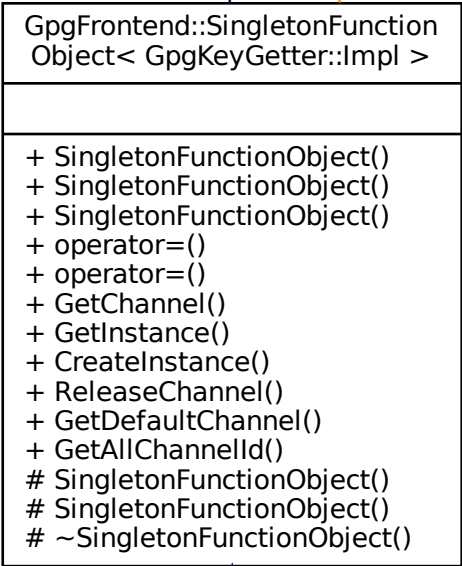 GpgFrontend::SingletonFunction
Object< GpgKeyGetter::Impl >
+ SingletonFunctionObject()
+ SingletonFunctionObject()
+ SingletonFunctionObject()
+ operator=()
+ operator=()
+ GetChannel()
+ GetInstance()
+ CreateInstance()
+ ReleaseChannel()
+ GetDefaultChannel()
+ GetAllChannelId()
# SingletonFunctionObject()
# SingletonFunctionObject()
# ~SingletonFunctionObject()